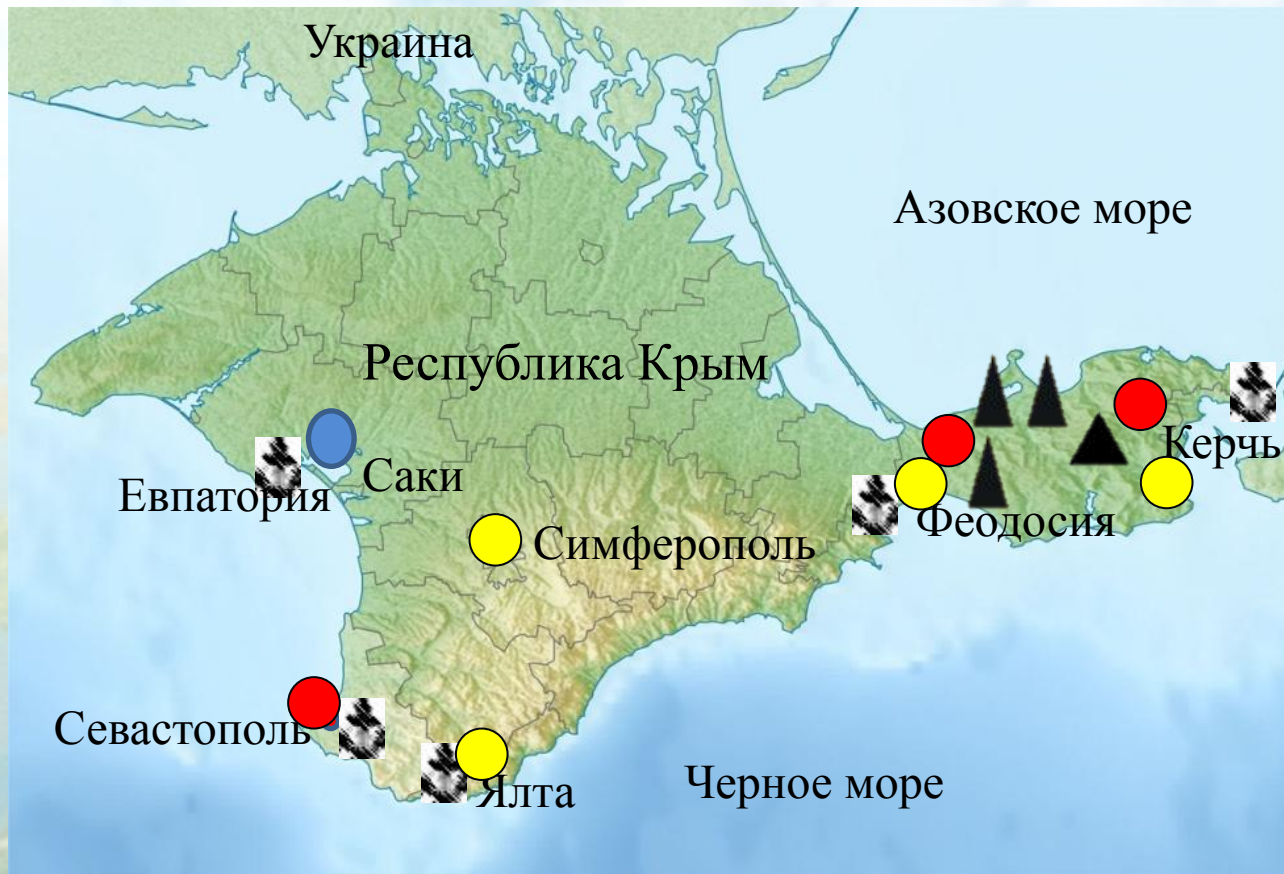 Украина
Азовское море
Республика Крым
Керчь
Саки
Евпатория
Феодосия
Симферополь
Севастополь
Черное море
Ялта